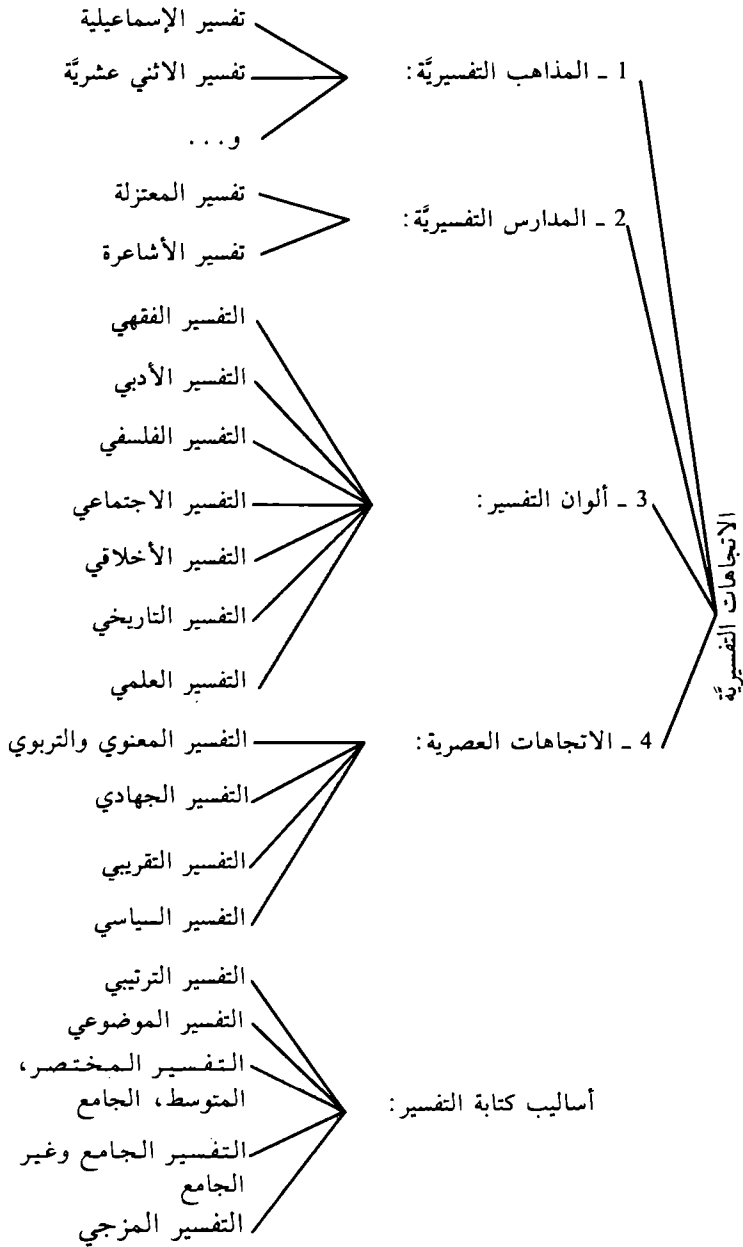 الاتجاهات التفسيريَّة
1 ـ المذاهب التفسيريَّة:
تفسير الإسماعيلية
تفسير الاثني عشريَّة
و...
2 ـ المدارس التفسيريَّة:
تفسير المعتزلة
تفسير الأشاعرة
3 ـ ألوان التفسير:
التفسير الفقهي
التفسير الأدبي
التفسير الفلسفي
التفسير الاجتماعي
التفسير الأخلاقي
التفسير التاريخي
التفسير العلمي
4 ـ الاتجاهات العصرية:
التفسير المعنوي والتربوي
التفسير الجهادي
التفسير التقريبي
التفسير السياسي
أساليب كتابة التفسير:
التفسير الترتيبي
التفسير الموضوعي
التفسير المختصر،
المتوسط، الجامع
التفسير الجامع وغير
الجامع
التفسير المزجي